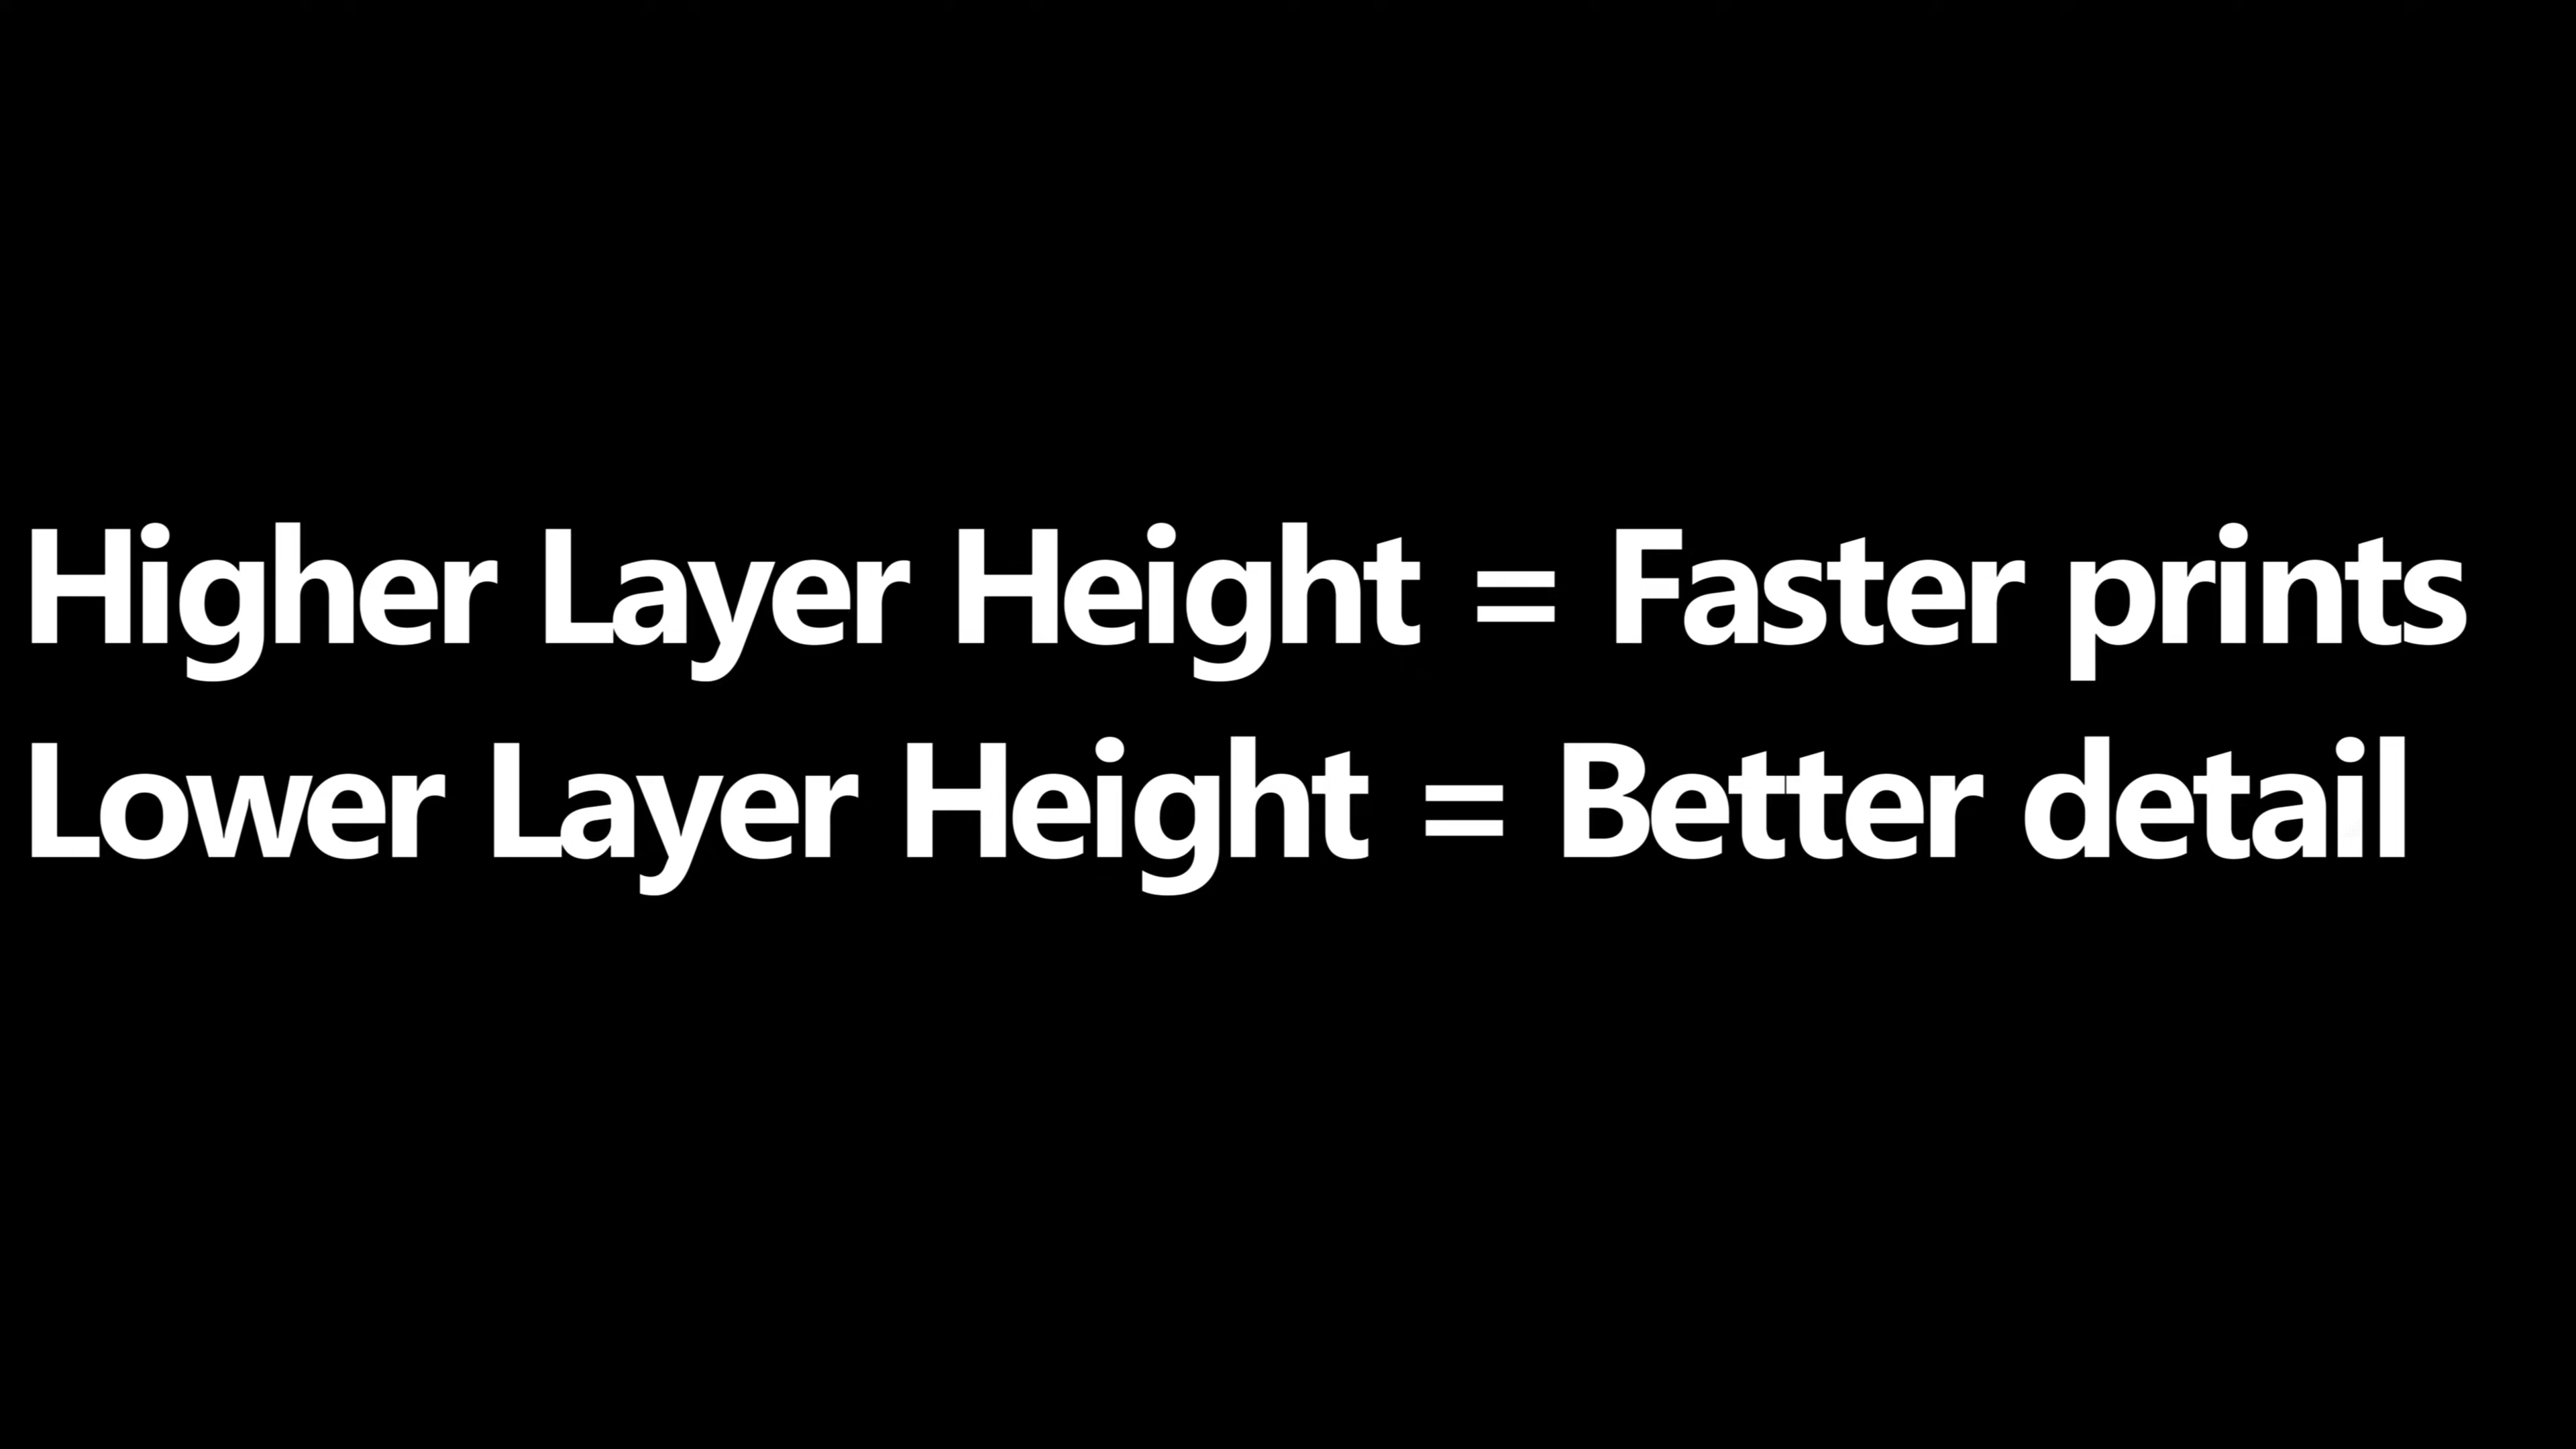 Higher Layer Height = Faster prints
Lower Layer Height = Better detail